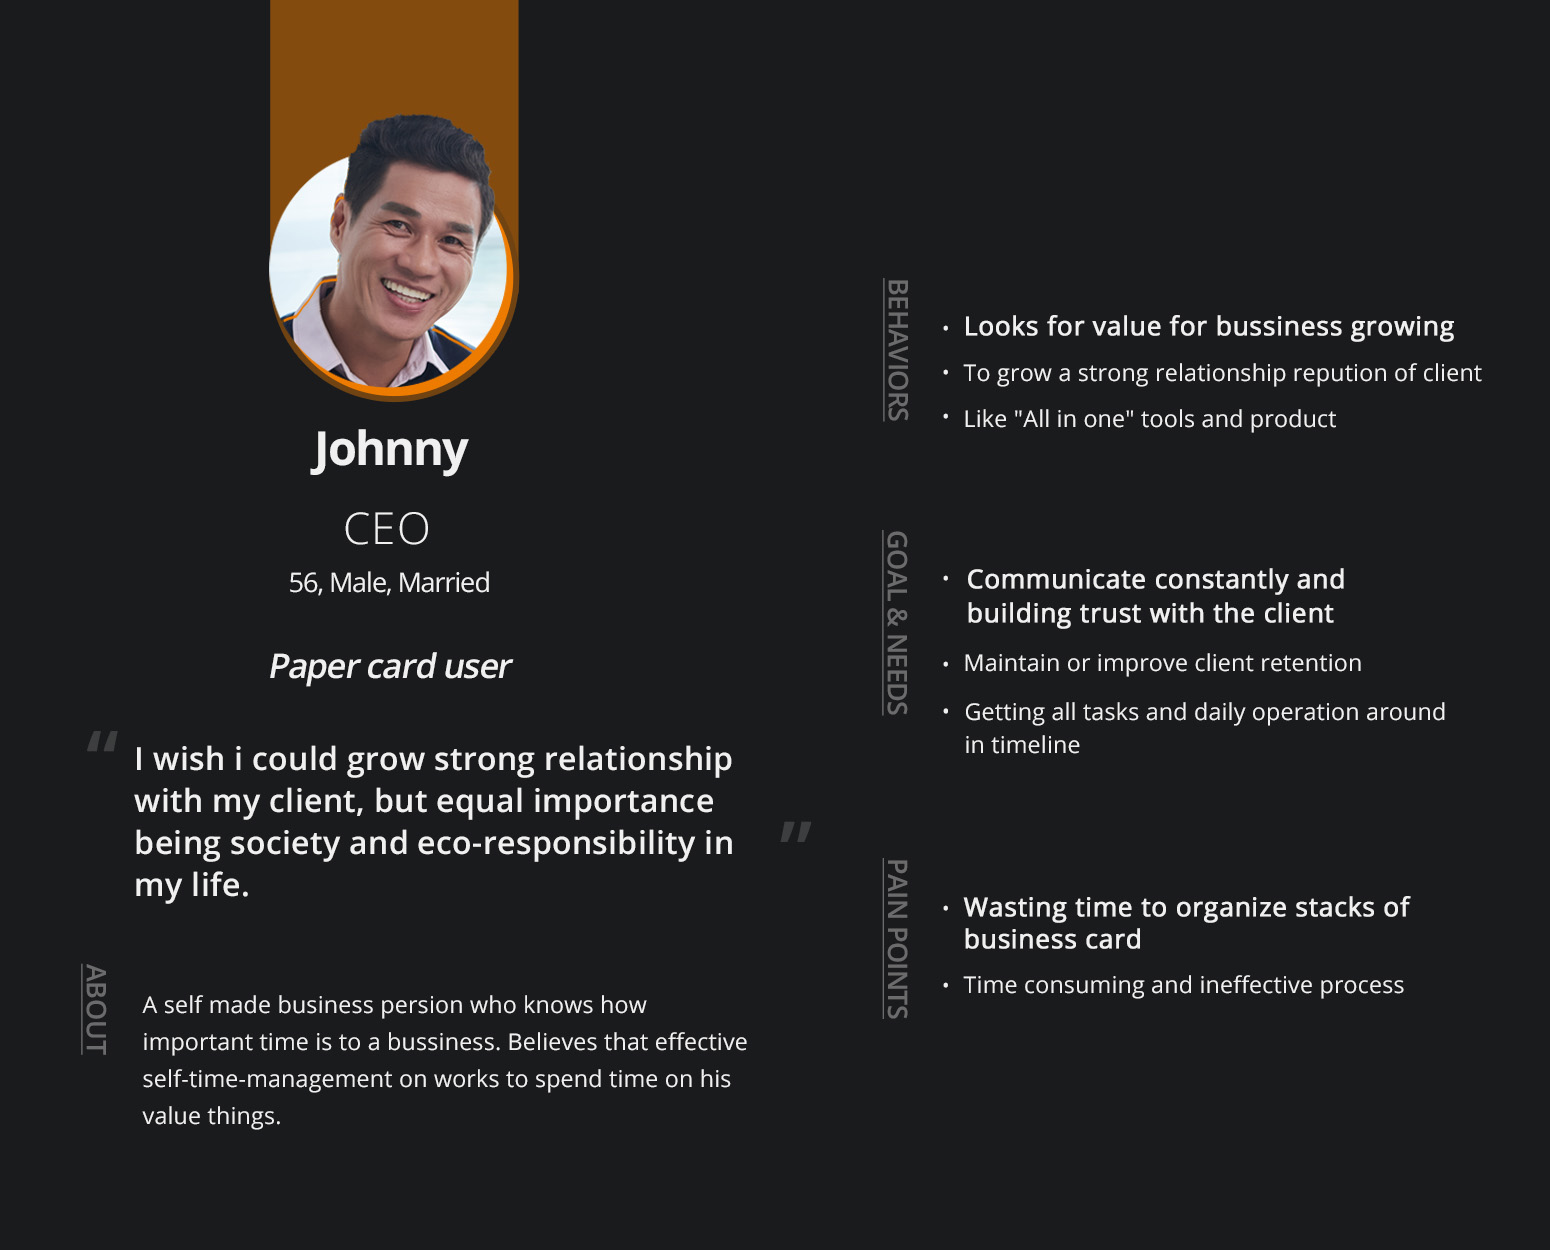 Johnny
CEO
56, Male, Married
Paper card user
“ I wish i could grow strong relationship
with my client, but equal importance
being society and eco-responsibility in
my life. ”
ABOUT
A self made business persion who knows how
important time is to a bussiness. Believes that effective
self-time-management on works to spend time on his
value things.
BEHAVIORS
• Looks for value for bussiness growing
• To grow a strong relationship repution of client
• Like "All in one" tools and product
GOAL & NEEDS
• Communicate constantly and
building trust with the client
• Maintain or improve client retention
• Getting all tasks and daily operation around
in timeline
PAIN POINTS
• Wasting time to organize stacks of
business card
• Time consuming and ineffective process